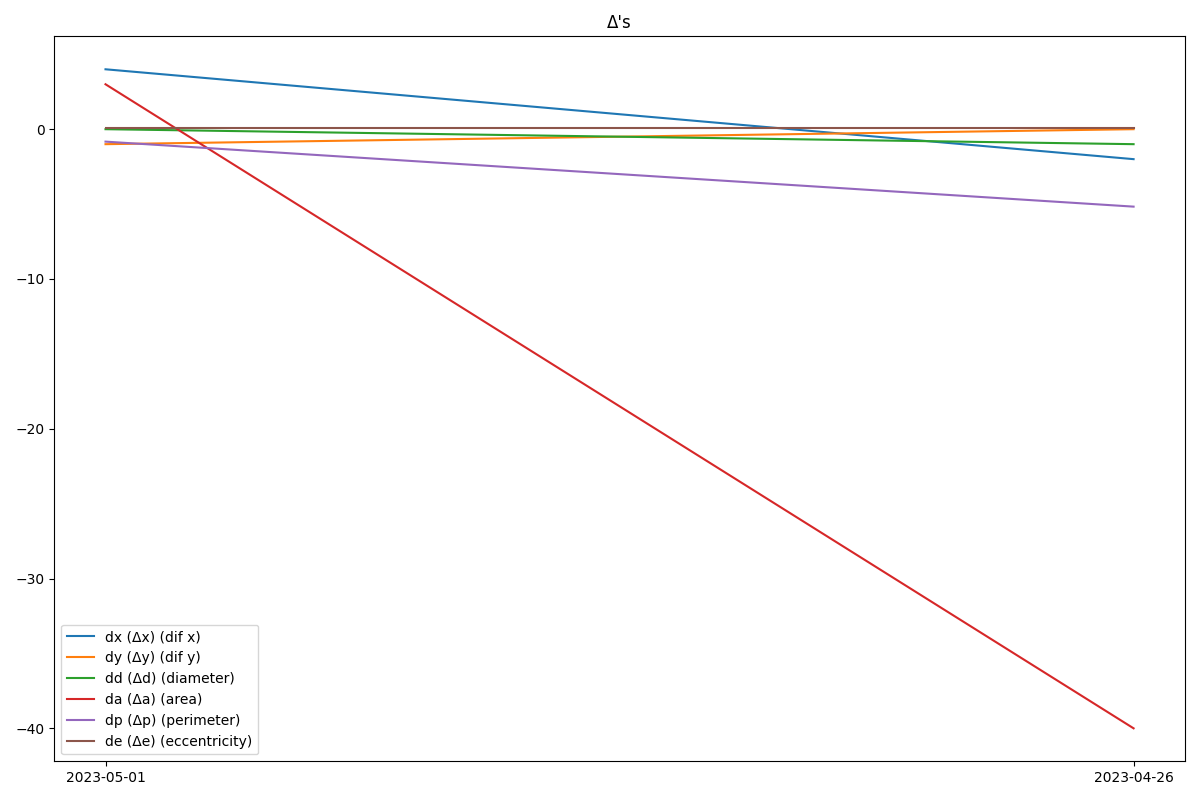 Δ's
0
−10
−20
−30
−40
dx (Δx) (dif x)
dy (Δy) (dif y)
dd (Δd) (diameter)
da (Δa) (area)
dp (Δp) (perimeter)
de (Δe) (eccentricity)
2023-05-01 2023-04-26